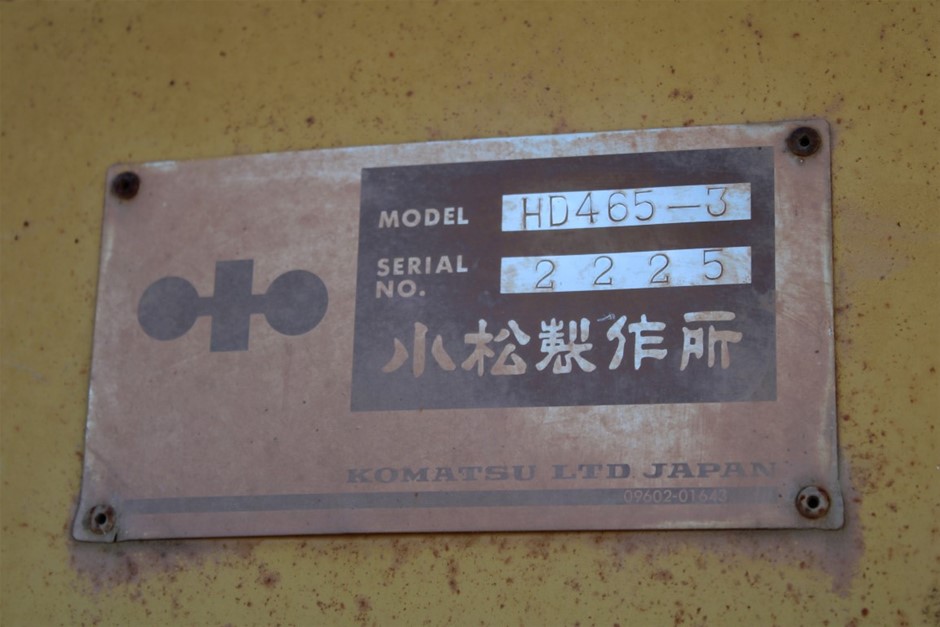 MODEL HD465-3
SERIAL NO. 2225
小松製作所
KOMATSU LTD JAPAN
09602-01643